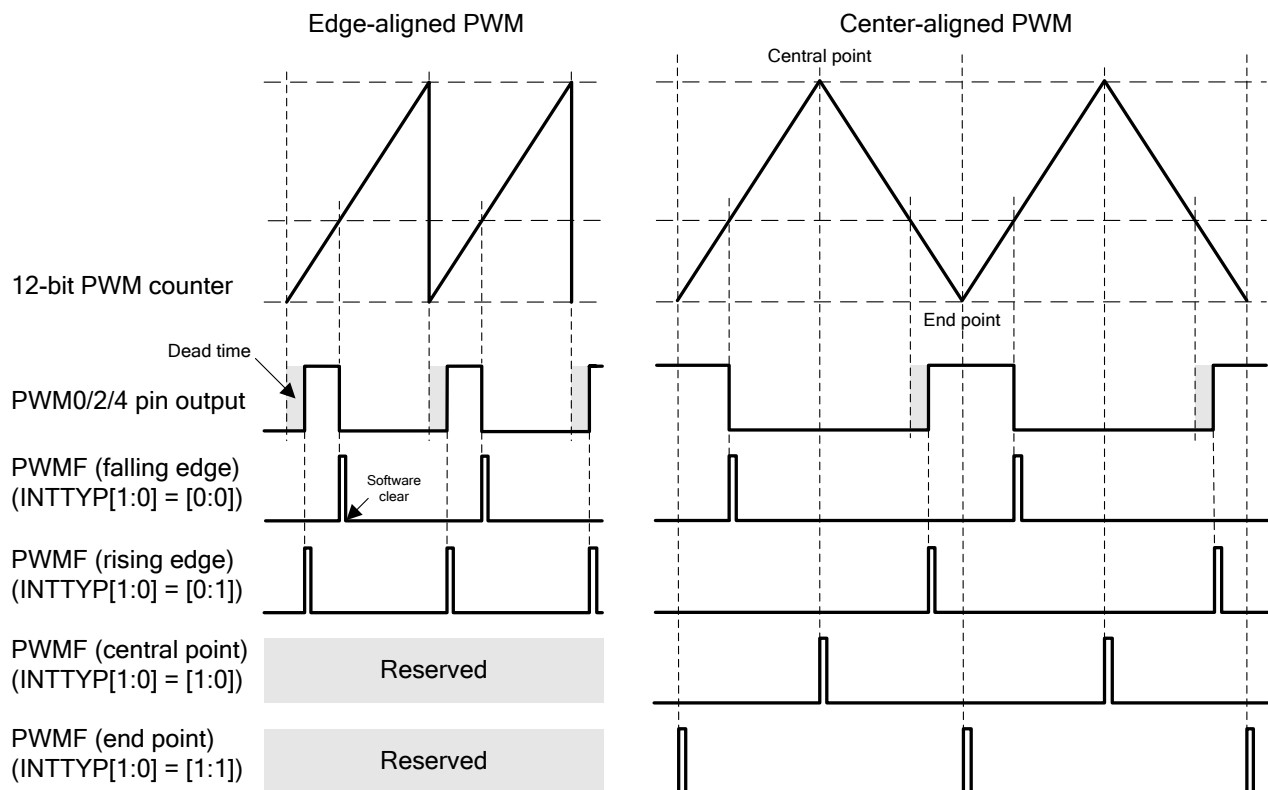 Edge-aligned PWM
Center-aligned PWM
Central point
12-bit PWM counter
End point
Dead time
PWM0/2/4 pin output
PWMF (falling edge)
(INTTYP[1:0] = [0:0])
Software
clear
PWMF (rising edge)
(INTTYP[1:0] = [0:1])
PWMF (central point)
(INTTYP[1:0] = [1:0])
Reserved
PWMF (end point)
(INTTYP[1:0] = [1:1])
Reserved